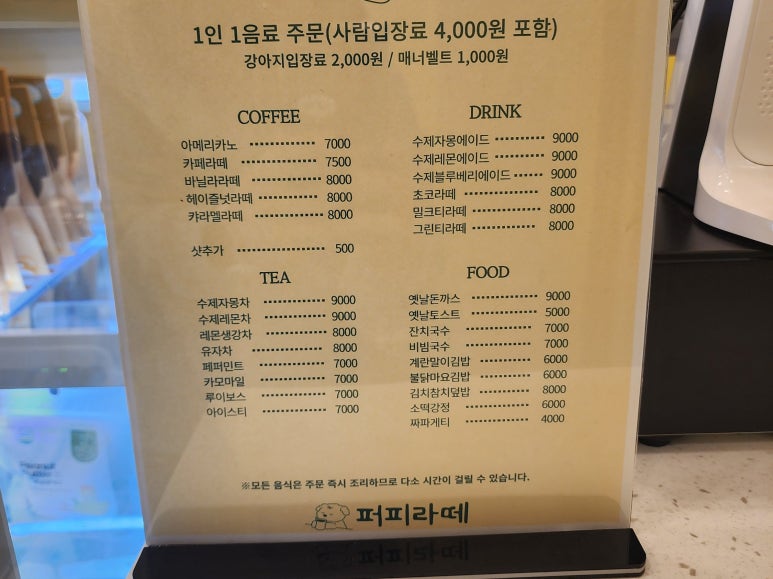 1인 1음료 주문(사람입장료 4,000원 포함)
강아지입장료 2,000원 / 매너벨트 1,000원
COFFEE
아메리카노 7000
카페라떼 7500
바닐라라떼 8000
헤이즐넛라떼 8000
캬라멜라떼 8000
샷추가 500
DRINK
수제자몽에이드 9000
수제레몬에이드 9000
수제블루베리에이드 9000
초코라떼 8000
밀크티라떼 8000
그린티라떼 8000
TEA
수제자몽차 9000
수제레몬차 9000
레몬생강차 8000
유자차 8000
페퍼민트 7000
카모마일 7000
루이보스 7000
아이스티 7000
FOOD
옛날돈까스 9000
옛날토스트 5000
잔치국수 7000
비빔국수 7000
계란말이김밥 6000
불닭마요김밥 6000
김치참치덮밥 8000
소떡강정 6000
짜파게티 4000
※모든 음식은 주문 즉시 조리하므로 다소 시간이 걸릴 수 있습니다.
퍼피라떼